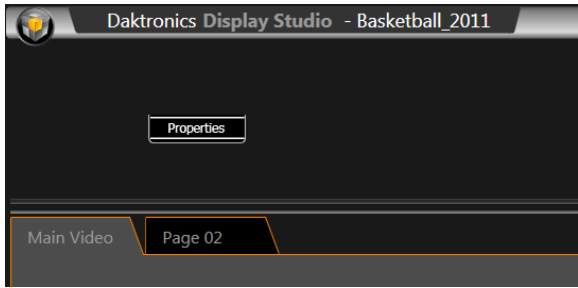 Daktronics Display Studio - Basketball_2011
Properties
Main Video Page 02